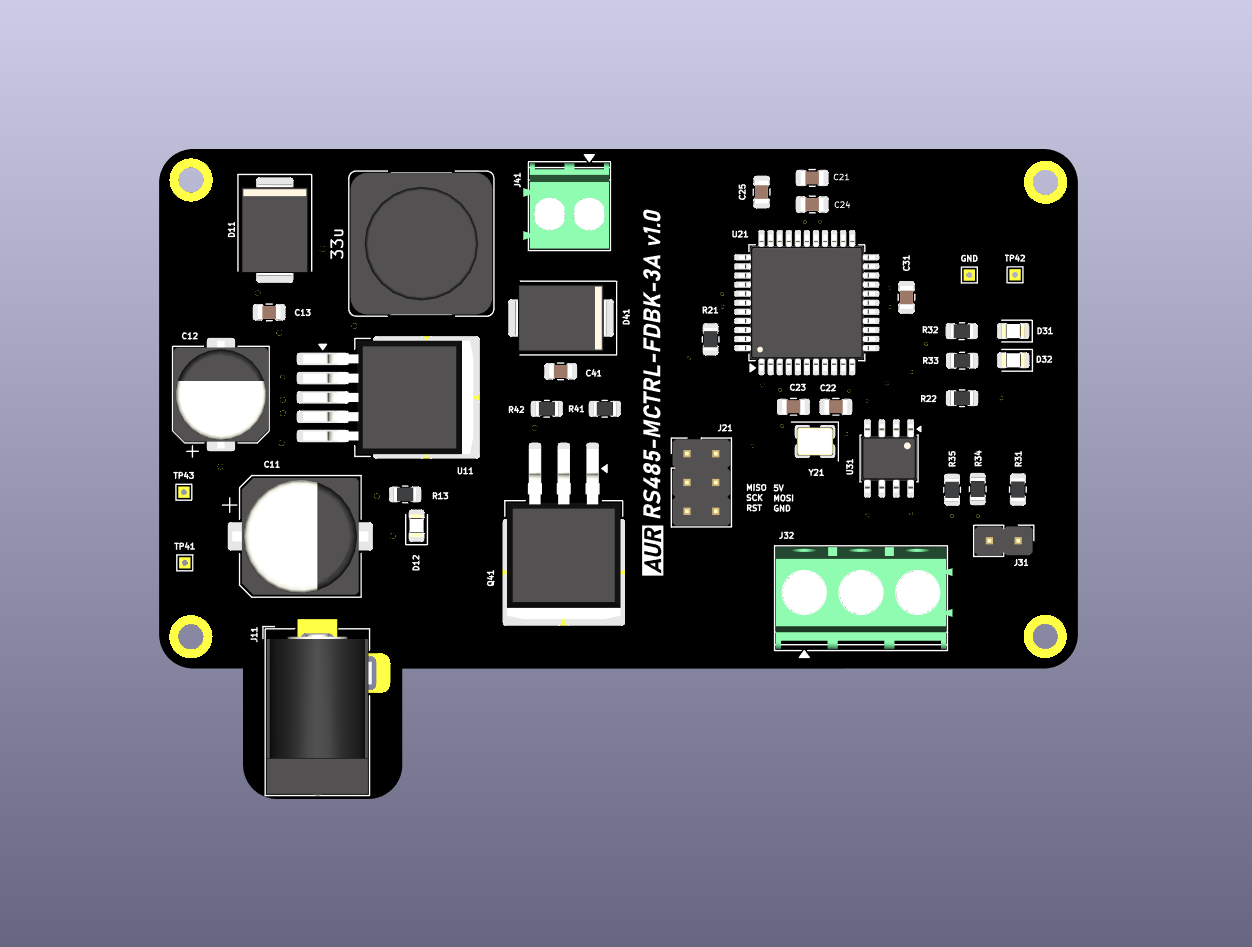 D11
33u
C13
C12
U11
TP43
C11
R13
D12
TP41
J11
J41
D41
C41
R42
R41
Q41
AUR RS485-MCTRL-FDBK-3A v1.0
C25
C21
C24
U21
R21
C31
GND
TP42
R32
D31
R33
D32
R22
C23
C22
J21
MISO 5V
SCK MOSI
RST GND
Y21
U31
R35
R34
R31
J32
J31